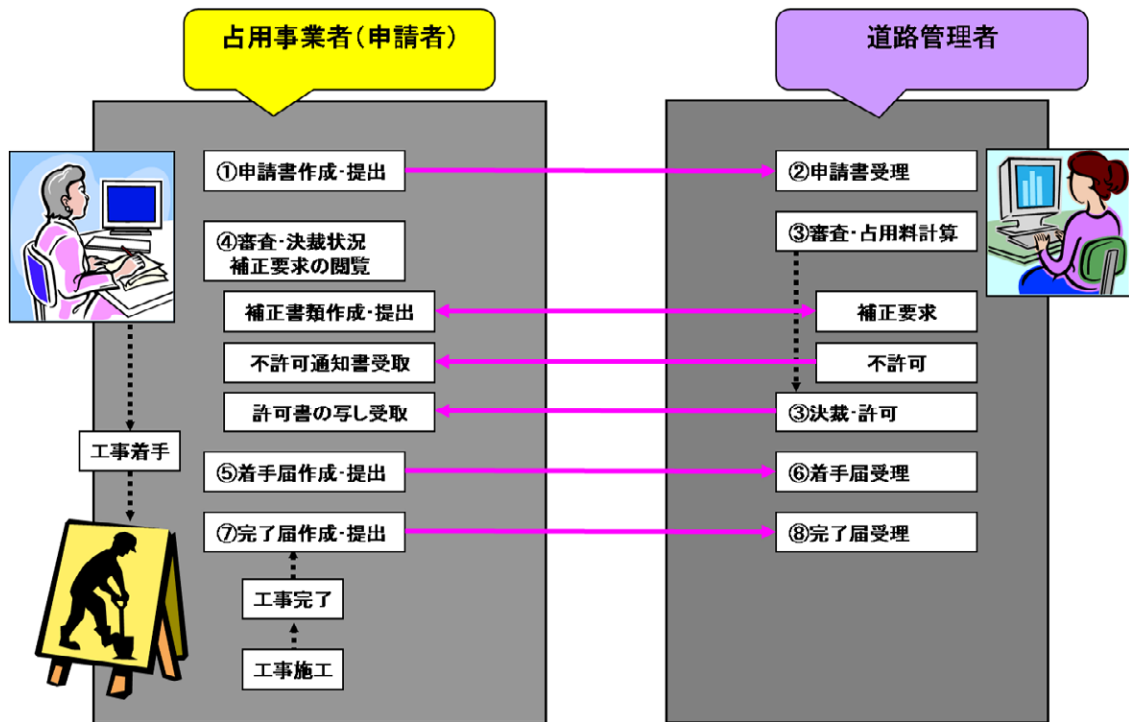 占用事業者(申請者)
道路管理者
①申請書作成・提出
②申請書受理
③審査・占用料計算
④審査・決裁状況
補正要求の閲覧
補正書類作成・提出
補正要求
不許可通知書受取
不許可
許可書の写し受取
③決裁・許可
工事着手
⑤着手届作成・提出
⑥着手届受理
⑦完了届作成・提出
⑧完了届受理
工事完了
工事施工